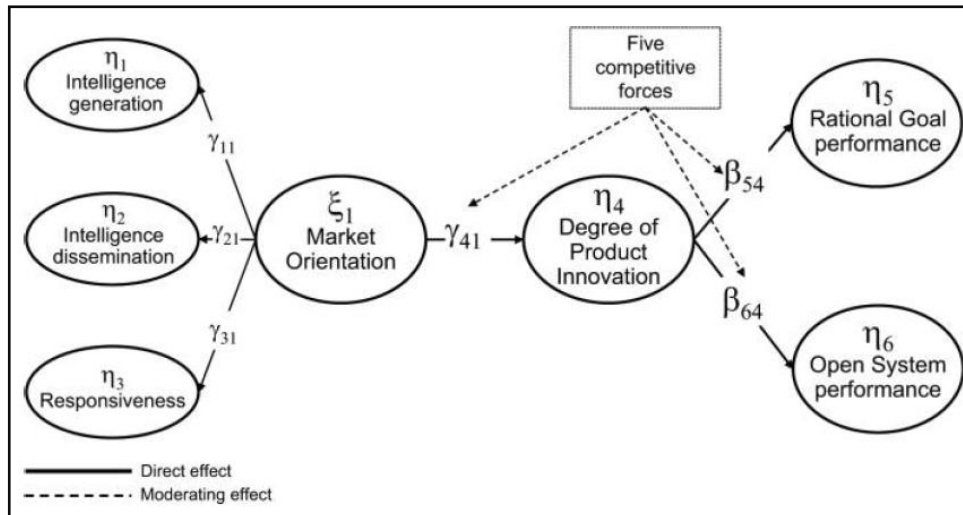 η₁
Intelligence
generation
γ₁₁
η₂
Intelligence
dissemination
γ₂₁
η₃
Responsiveness
γ₃₁
ξ₁
Market
Orientation
γ₄₁
Five
competitive
forces
η₄
Degree of
Product
Innovation
β₅₄
β₆₄
η₅
Rational Goal
performance
η₆
Open System
performance
Direct effect
Moderating effect